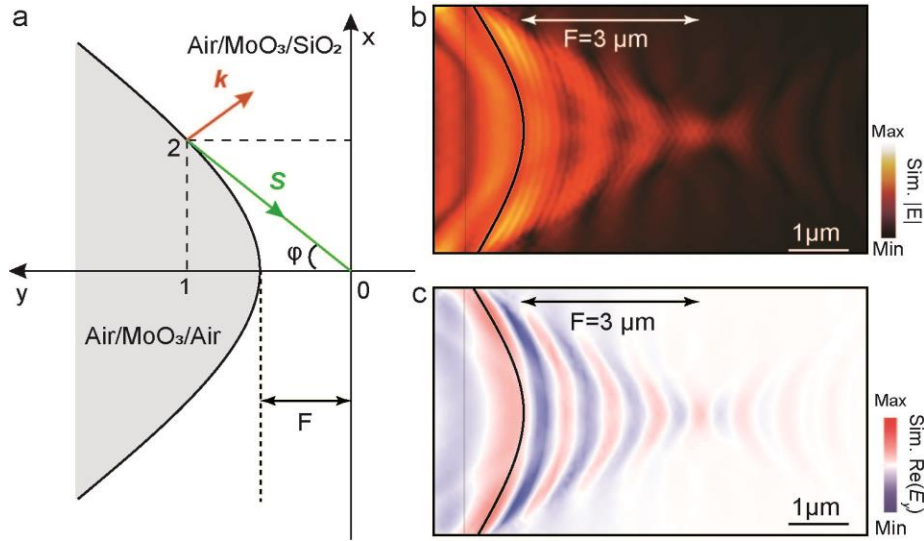 a
Air/MoO₃/SiO₂
x
k
2
S
φ
y
1
0
Air/MoO₃/Air
F
b
F=3 µm
Max
Sim. |E|
Min
1µm
c
F=3 µm
Max
Sim. Re(Ey)
Min
1µm